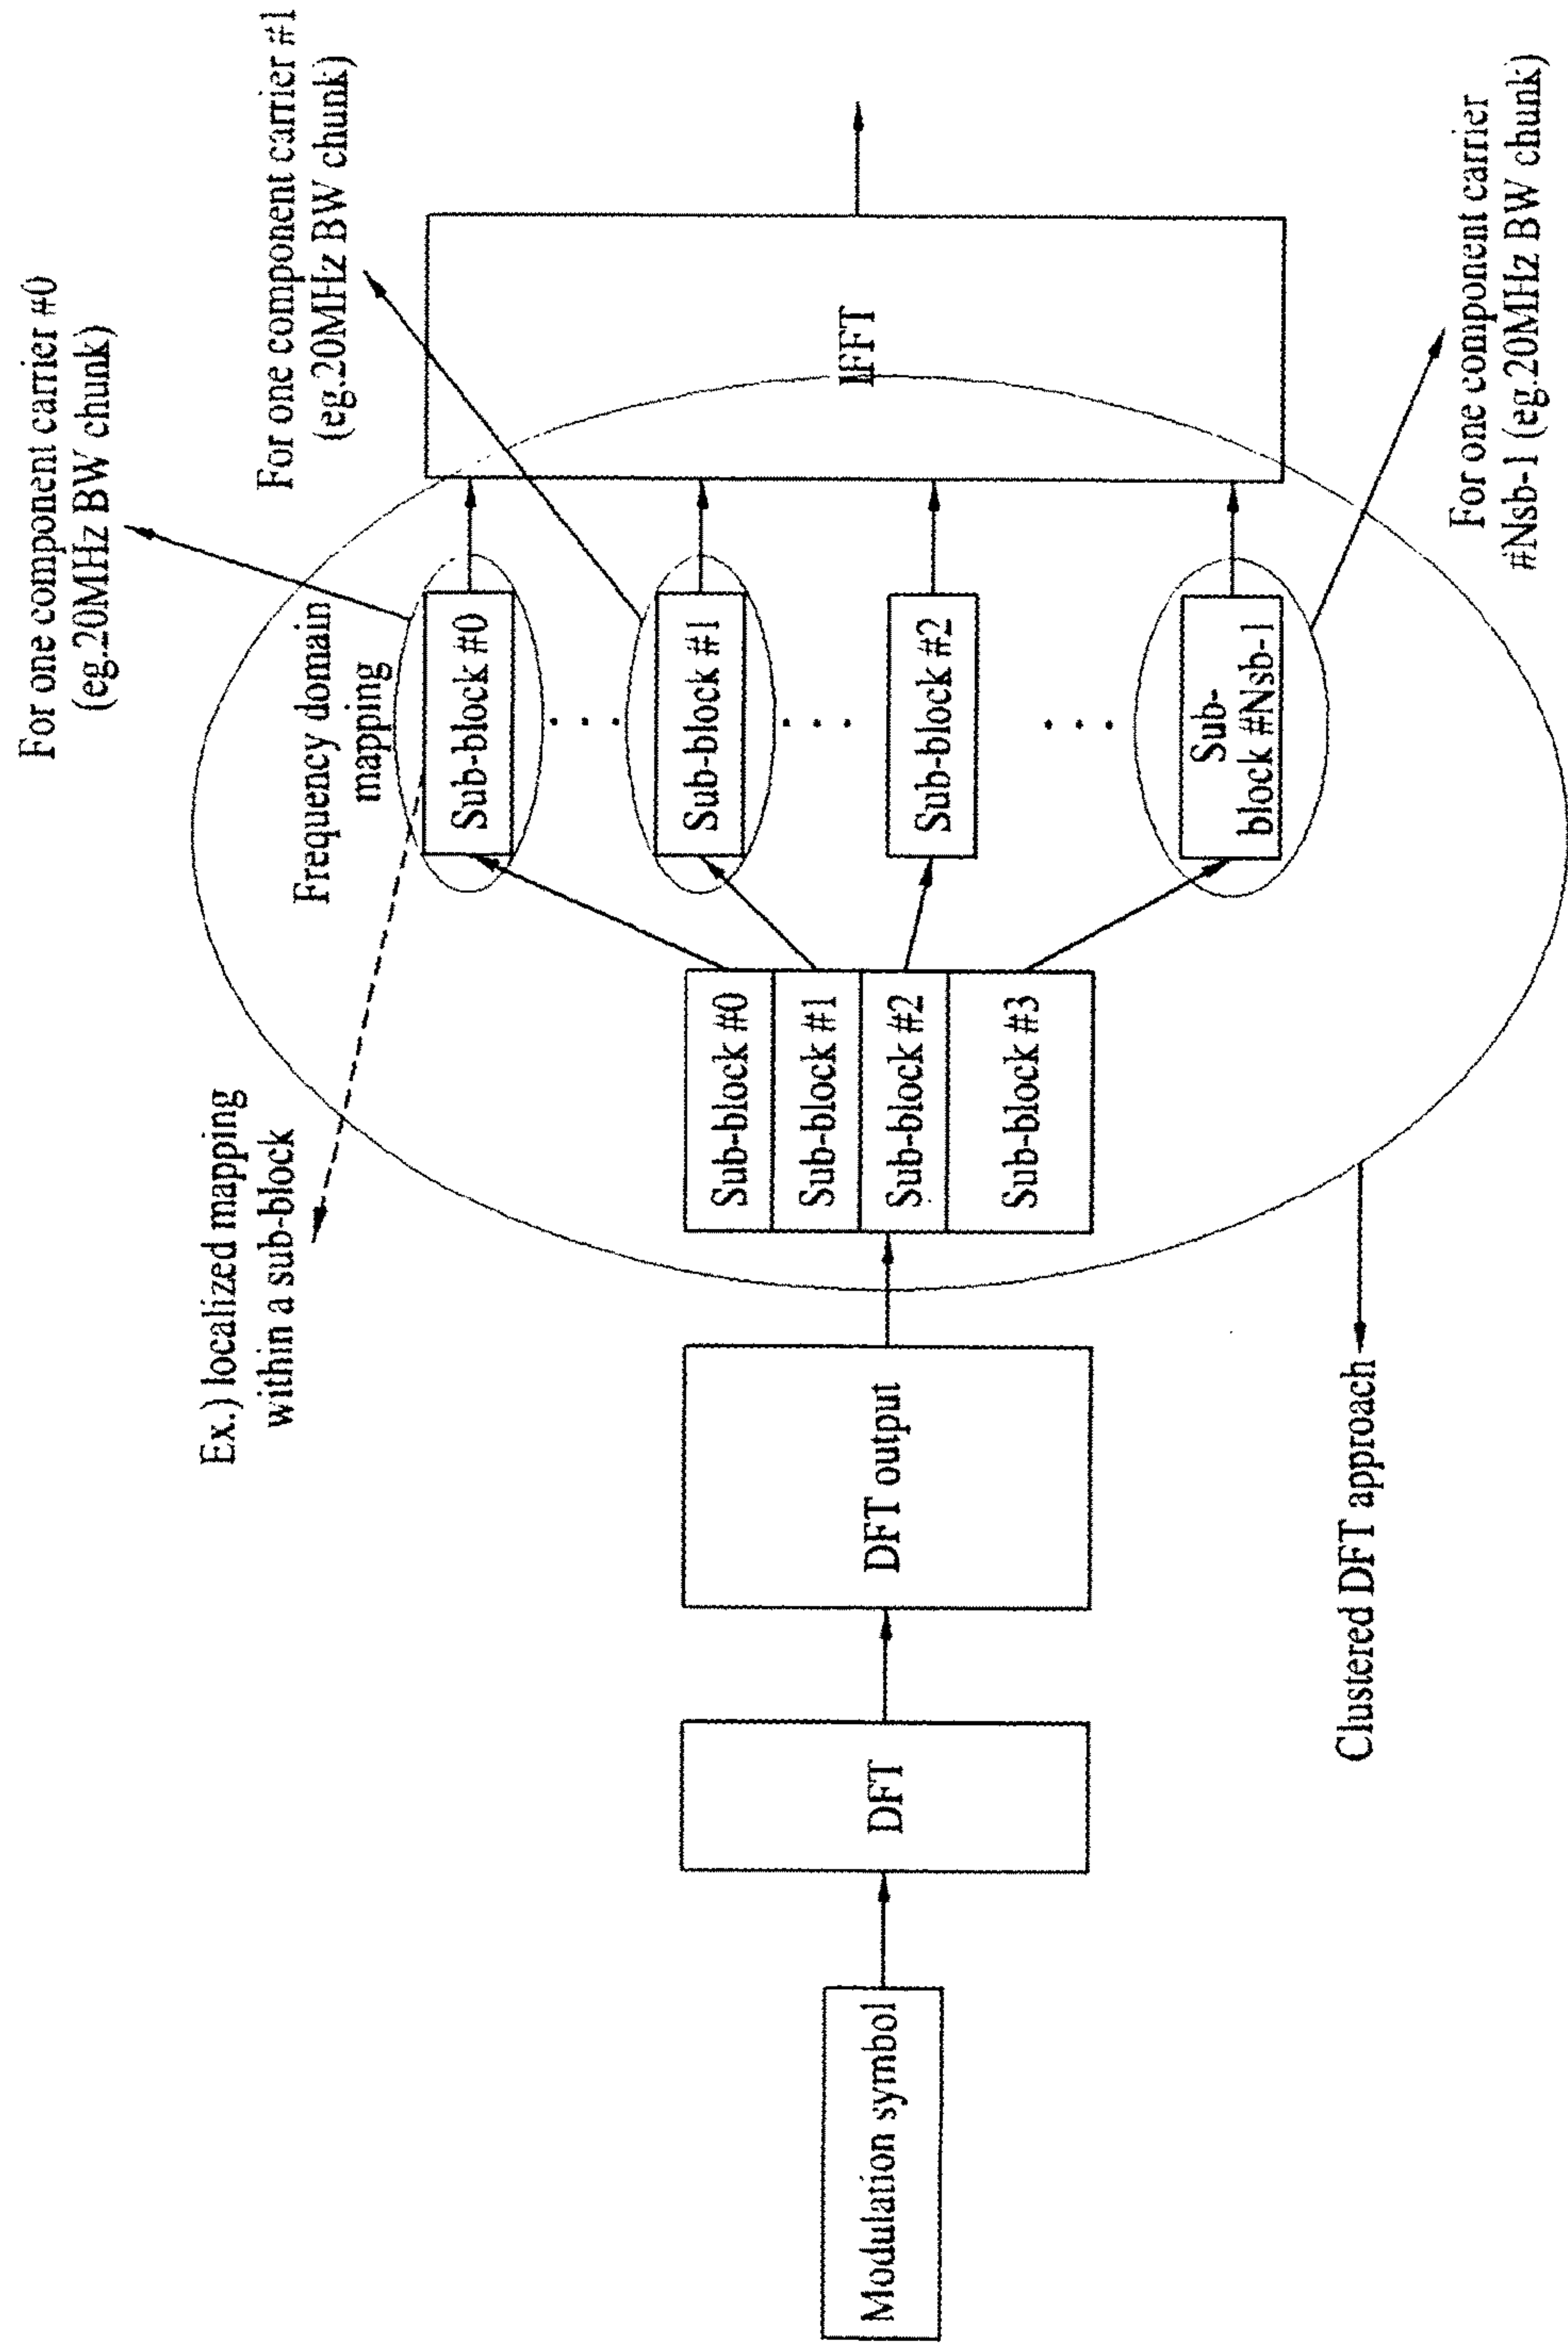 For one component carrier #0
(eg.20MHz BW chunk)
For one component carrier #1
(eg.20MHz BW chunk)
Ex.) localized mapping
within a sub-block
Frequency domain
mapping
Modulation symbol
DFT
DFT output
Sub-block #0
Sub-block #1
Sub-block #2
Sub-block #3
Sub-block #0
Sub-block #1
Sub-block #2
Sub-
block #Nsb-1
IFFT
Clustered DFT approach
For one component carrier
#Nsb-1 (eg.20MHz BW chunk)